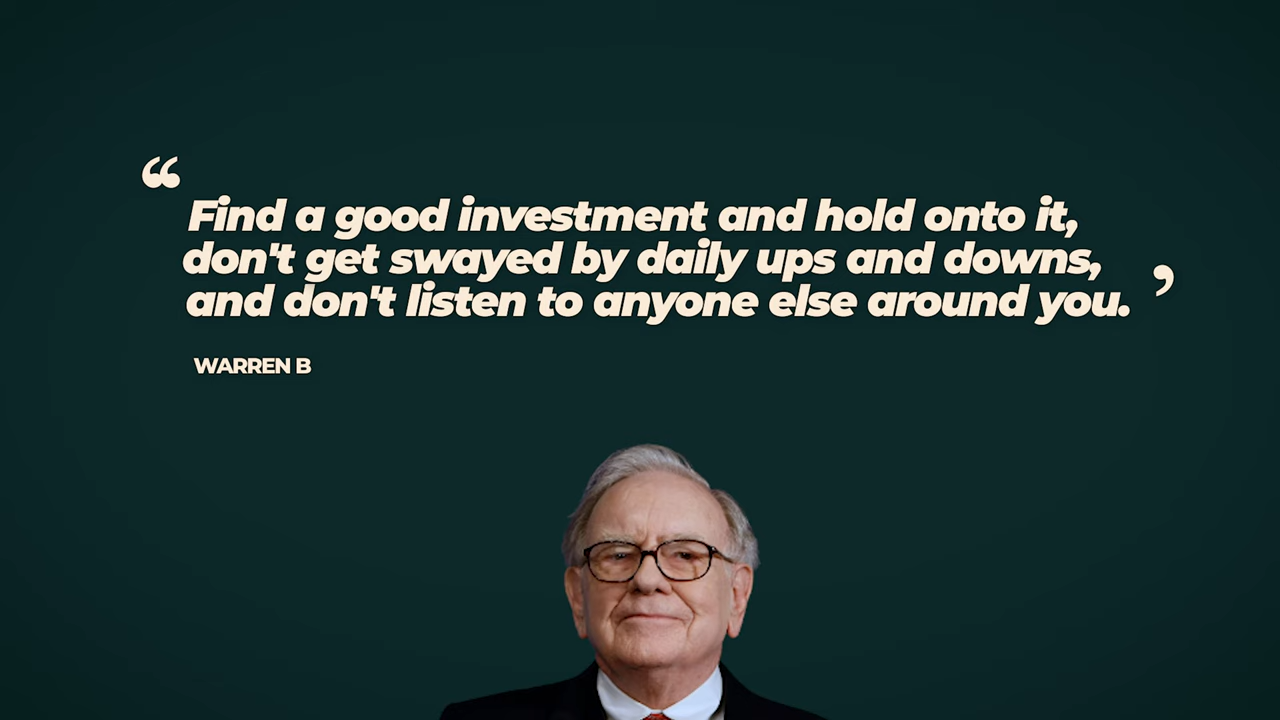 “Find a good investment and hold onto it,
don't get swayed by daily ups and downs,
and don't listen to anyone else around you.’
WARREN B